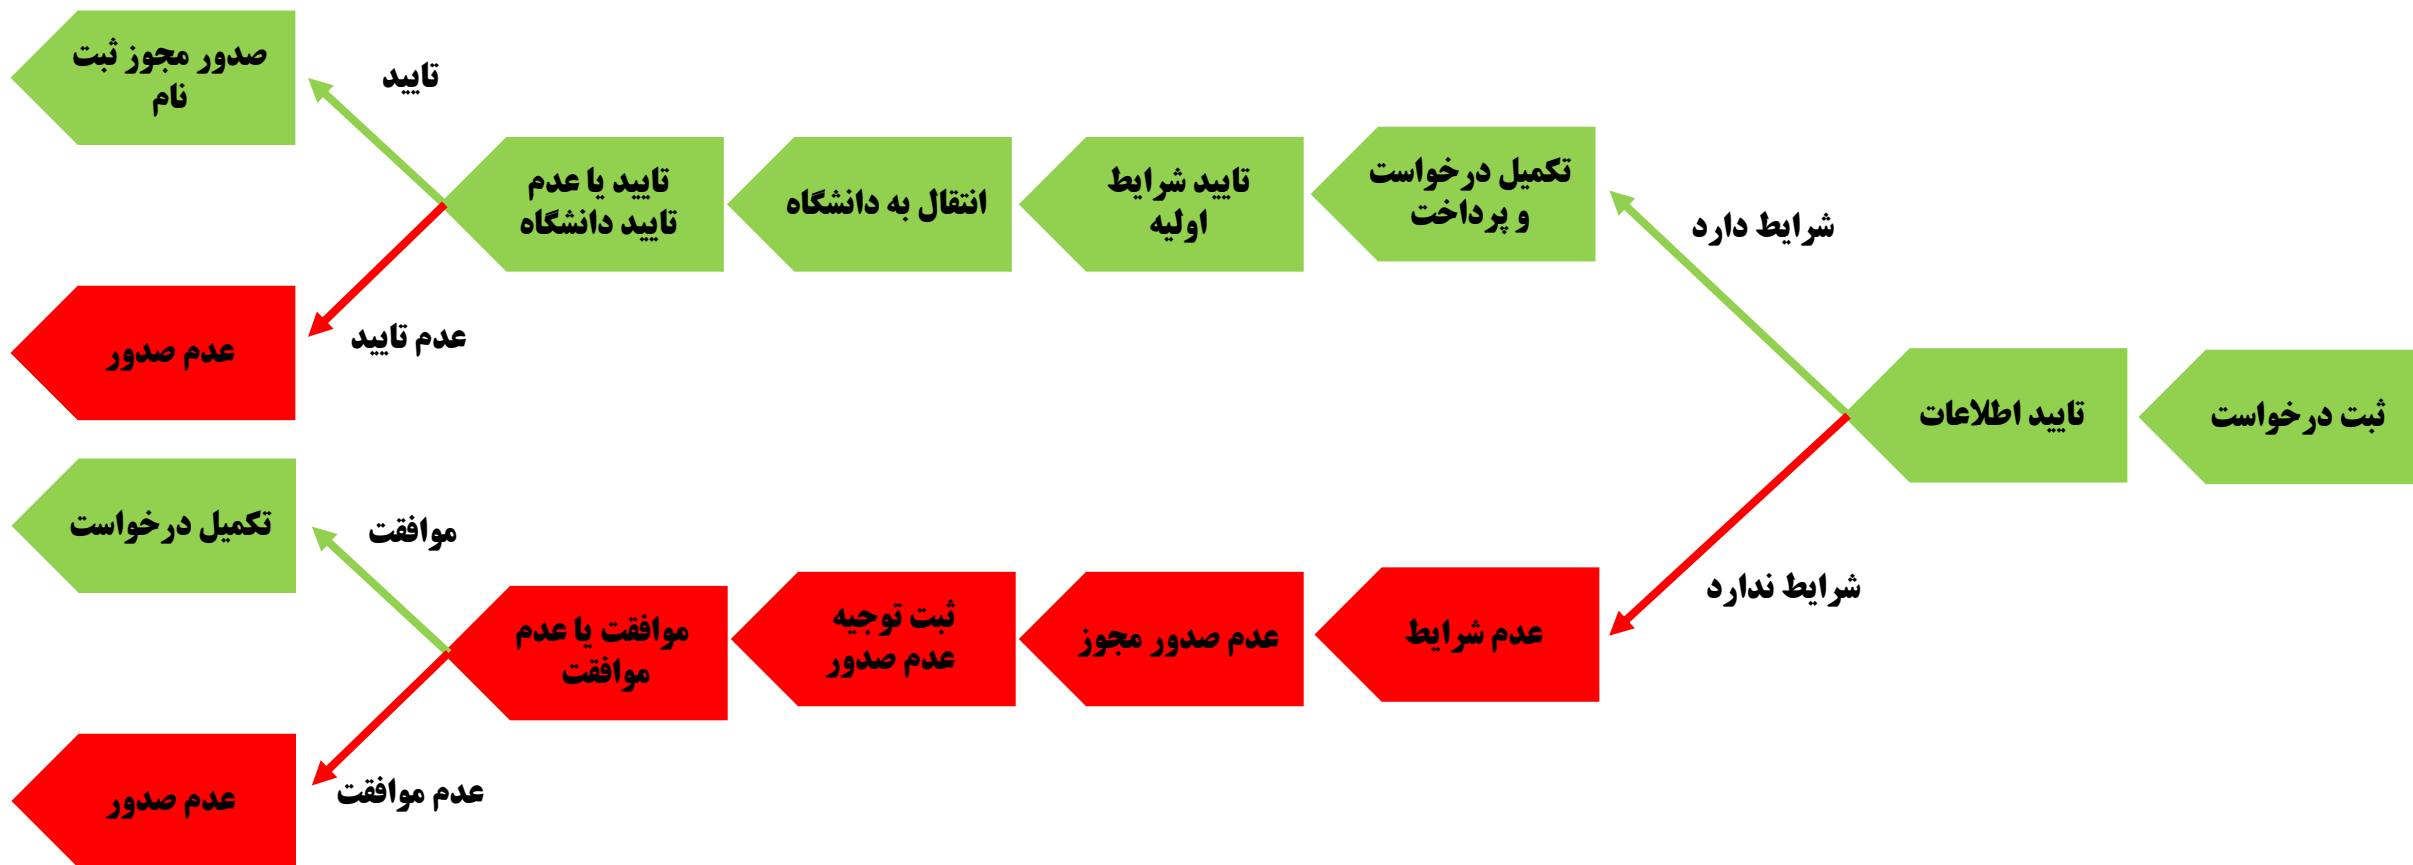 ثبت درخواست
تایید اطلاعات
شرایط دارد
تکمیل درخواست
و پرداخت
تایید شرایط
اولیه
انتقال به دانشگاه
تایید یا عدم
تایید دانشگاه
تایید
صدور مجوز ثبت
نام
عدم تایید
عدم صدور
شرایط ندارد
عدم شرایط
عدم صدور مجوز
ثبت توجیه
عدم صدور
موافقت یا عدم
موافقت
موافقت
تکمیل درخواست
عدم موافقت
عدم صدور